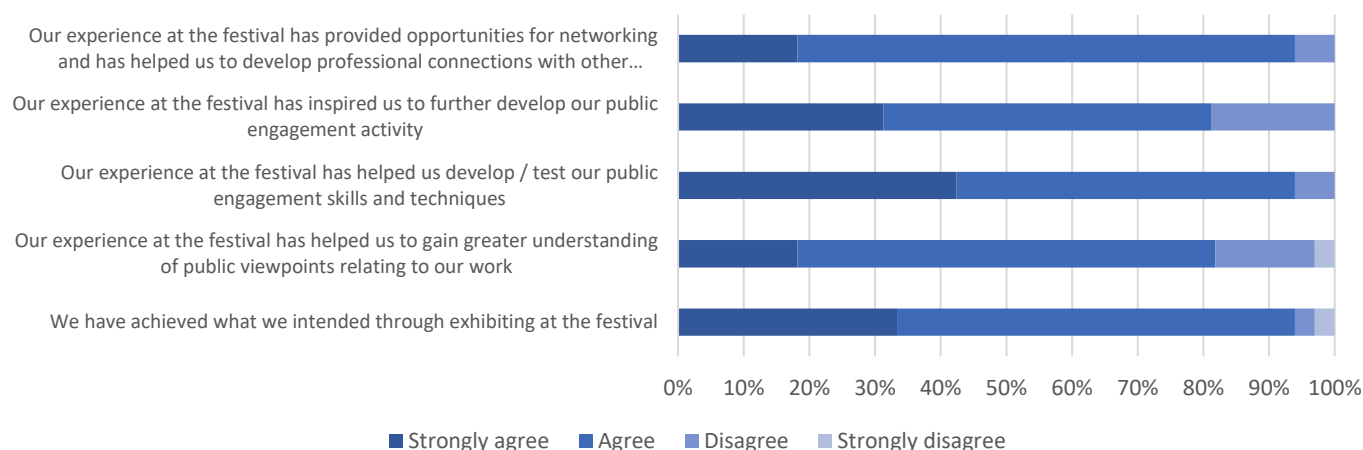 Our experience at the festival has provided opportunities for networking
and has helped us to develop professional connections with other…
Our experience at the festival has inspired us to further develop our public
engagement activity
Our experience at the festival has helped us develop / test our public
engagement skills and techniques
Our experience at the festival has helped us to gain greater understanding
of public viewpoints relating to our work
We have achieved what we intended through exhibiting at the festival
0% 10% 20% 30% 40% 50% 60% 70% 80% 90% 100%
Strongly agree Agree Disagree Strongly disagree